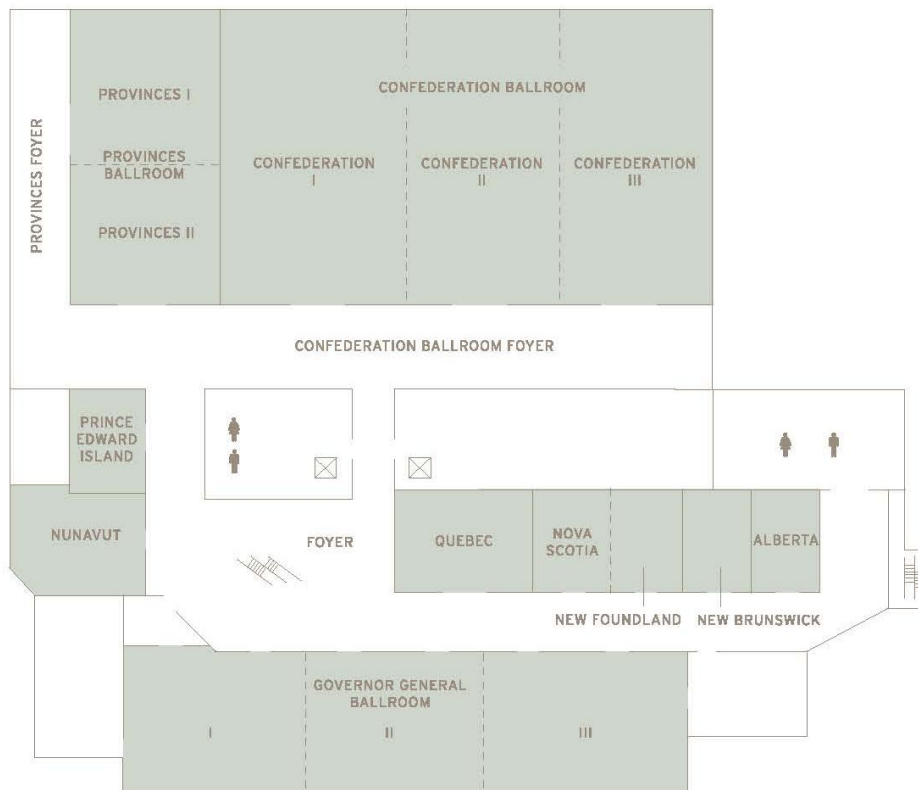 PROVINCES FOYER
PROVINCES I
PROVINCES
BALLROOM
PROVINCES II
CONFEDERATION BALLROOM
CONFEDERATION
I
CONFEDERATION
II
CONFEDERATION
III
CONFEDERATION BALLROOM FOYER
PRINCE
EDWARD
ISLAND
NUNAVUT
FOYER
QUEBEC
NOVA
SCOTIA
ALBERTA
NEW FOUNDLAND
NEW BRUNSWICK
GOVERNOR GENERAL
BALLROOM
I
II
III